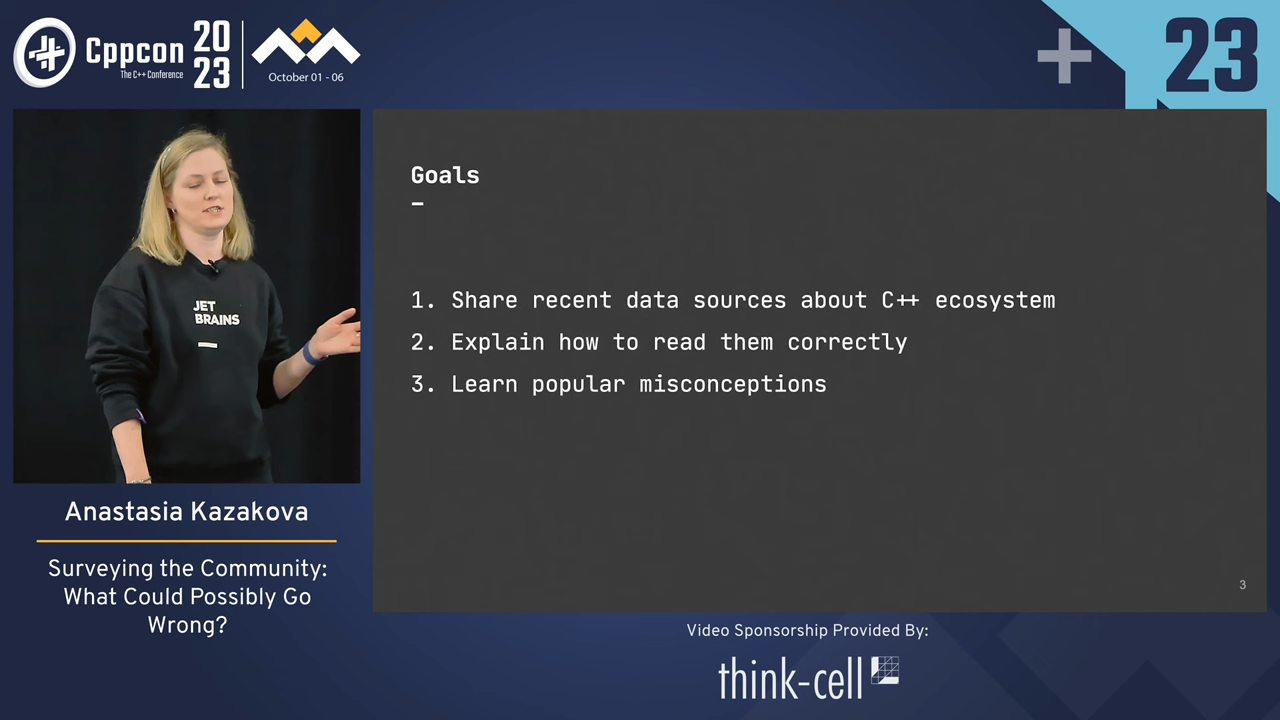 Cppcon
The C++ Conference
20
23
October 01 - 06
23
JET
BRAINS
Goals
1. Share recent data sources about C++ ecosystem
2. Explain how to read them correctly
3. Learn popular misconceptions
3
Anastasia Kazakova
Surveying the Community:
What Could Possibly Go
Wrong?
Video Sponsorship Provided By:
think-cell